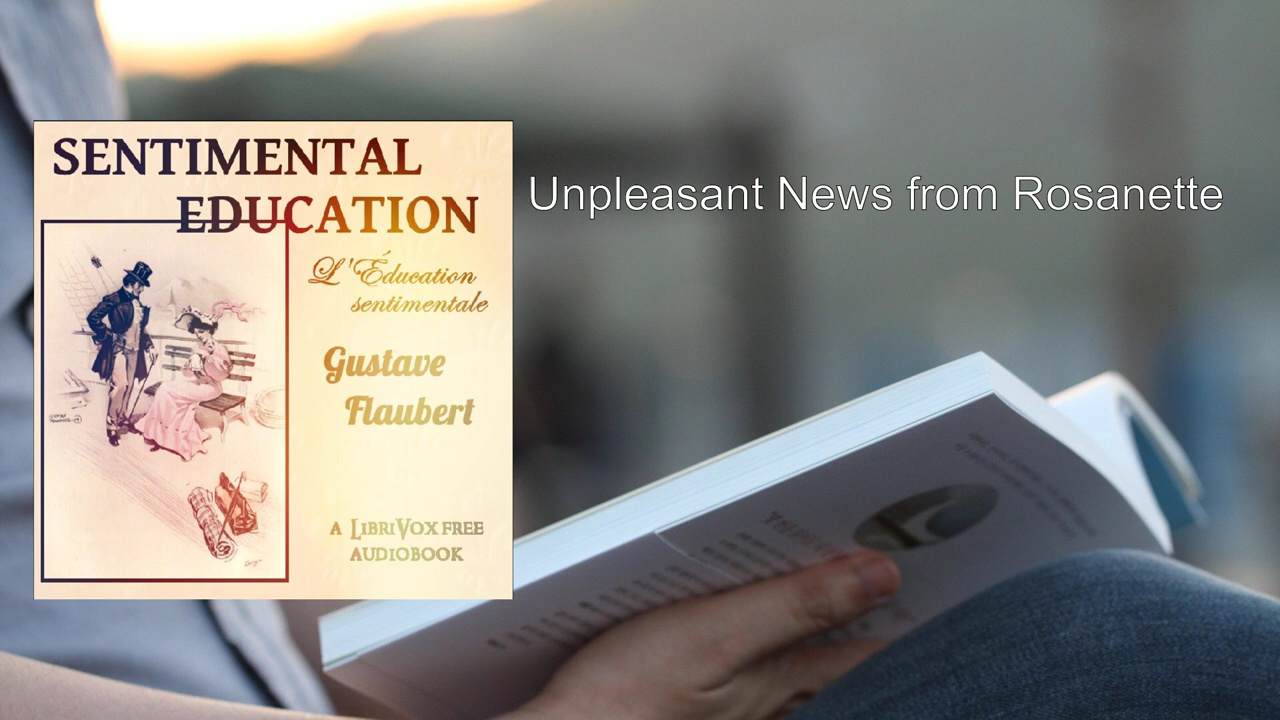 SENTIMENTAL
EDUCATION
L'Éducation
sentimentale
Gustave
Flaubert
A LIBRIVOX FREE
AUDIOBOOK
Unpleasant News from Rosanette